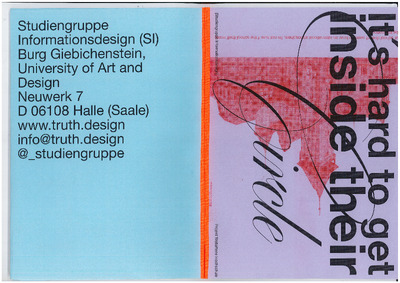 Studiengruppe
Informationsdesign (SI)
Burg Giebichenstein,
University of Art and
Design
Neuwerk 7
D 06108 Halle (Saale)
www.truth.design
info@truth.design
@_studiengruppe
it's hard to get
inside their
Circle